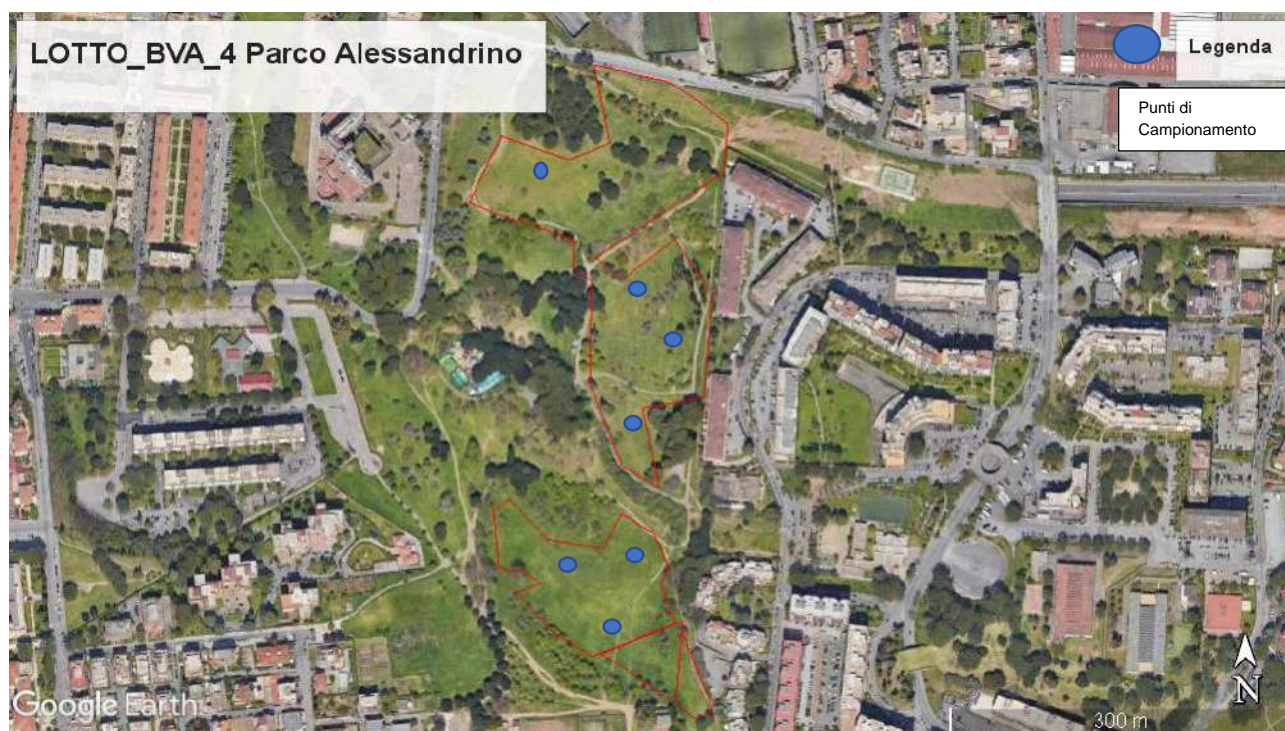 LOTTO_BVA_4 Parco Alessandrino
Legenda
Punti di
Campionamento
Google Earth
N
300 m